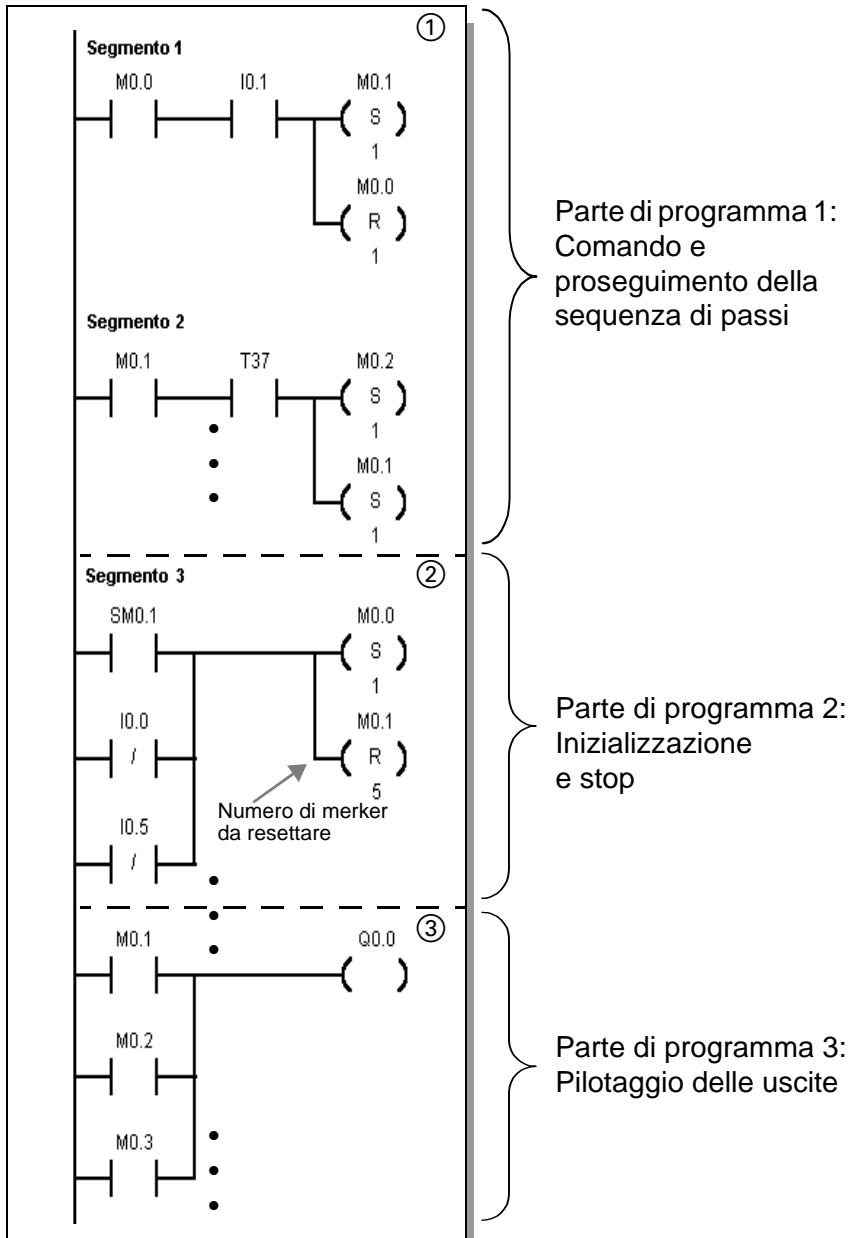 ①
Segmento 1
M0.0 I0.1 M0.1
S
1
M0.0
R
1
Segmento 2
M0.1 T37 M0.2
S
1
M0.1
S
1
Parte di programma 1:
Comando e
proseguimento della
sequenza di passi
②
Segmento 3
SM0.1 M0.0
S
1
I0.0 M0.1
/ R
5
Numero di merker
da resettare
I0.5
/
Parte di programma 2:
Inizializzazione
e stop
③
M0.1 Q0.0
M0.2
M0.3
Parte di programma 3:
Pilotaggio delle uscite